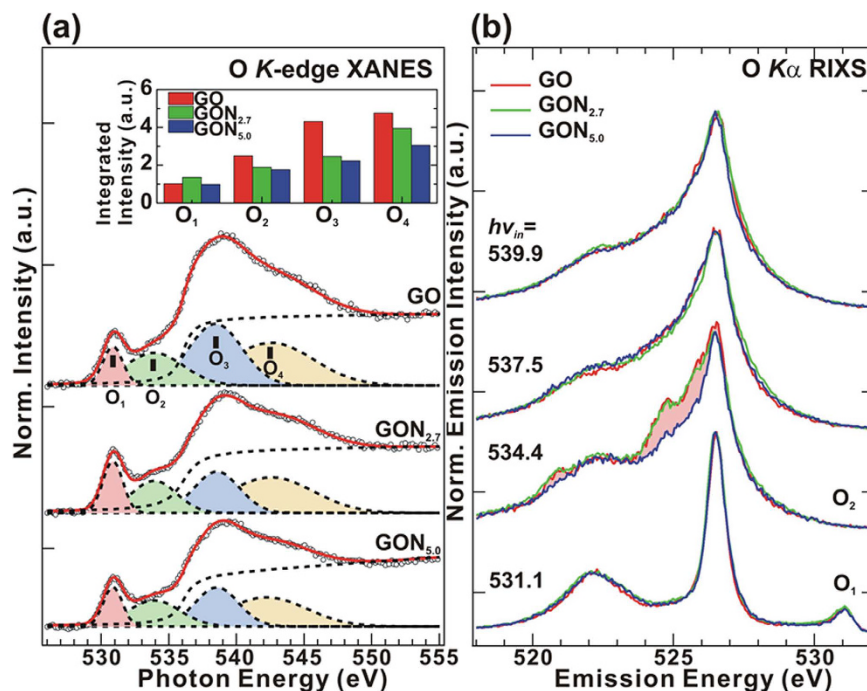 (a)
O K-edge XANES
GO
GON2.7
GON5.0
Integrated
Intensity (a.u.)
6
4
2
0
O1 O2 O3 O4
GO
O1 O2 O3 O4
GON2.7
GON5.0
Norm. Intensity (a.u.)
530 535 540 545 550 555
Photon Energy (eV)
(b)
O Kα RIXS
GO
GON2.7
GON5.0
hνin=
539.9
537.5
534.4
O2
531.1
O1
Norm. Emission Intensity (a.u.)
520 525 530
Emission Energy (eV)